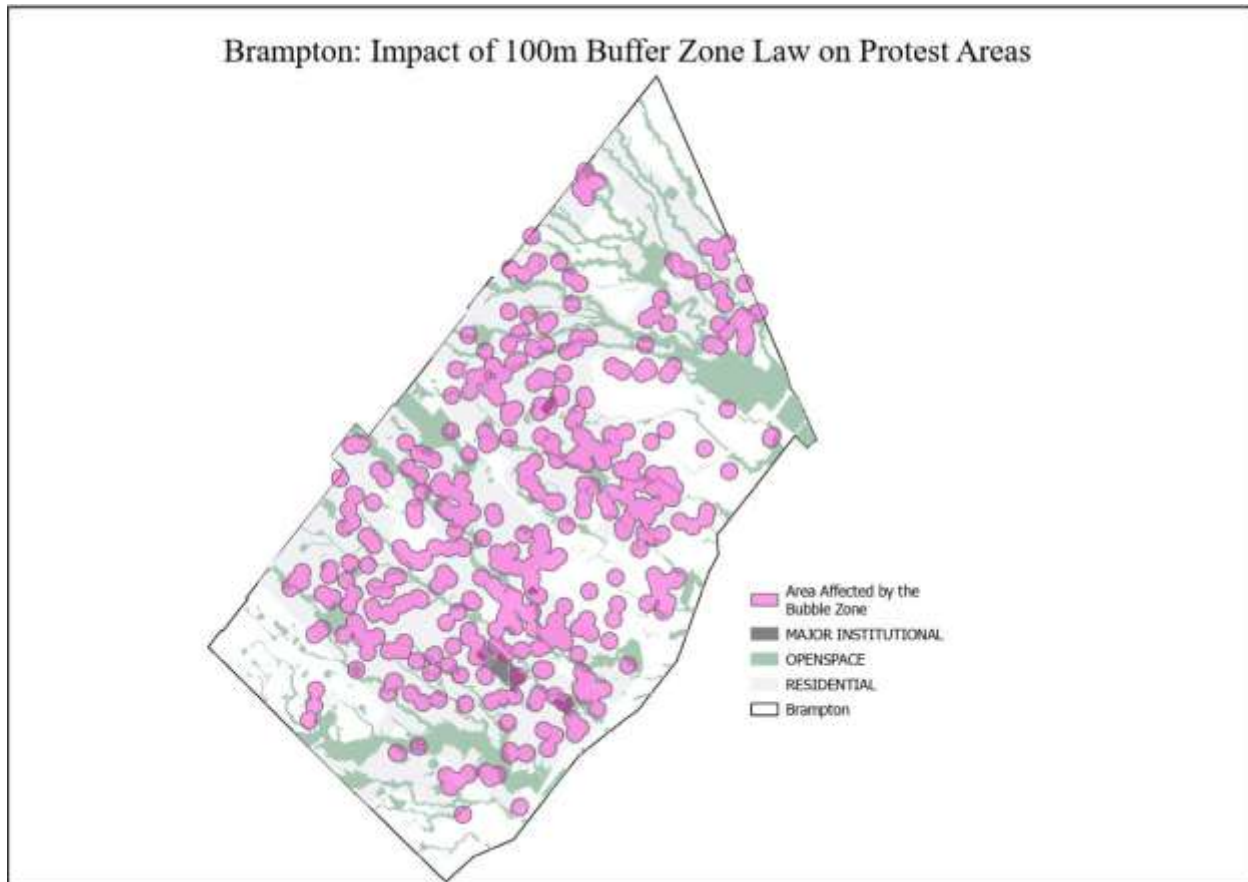 Brampton: Impact of 100m Buffer Zone Law on Protest Areas
Area Affected by the
Bubble Zone
MAJOR INSTITUTIONAL
OPENSPACE
RESIDENTIAL
Brampton